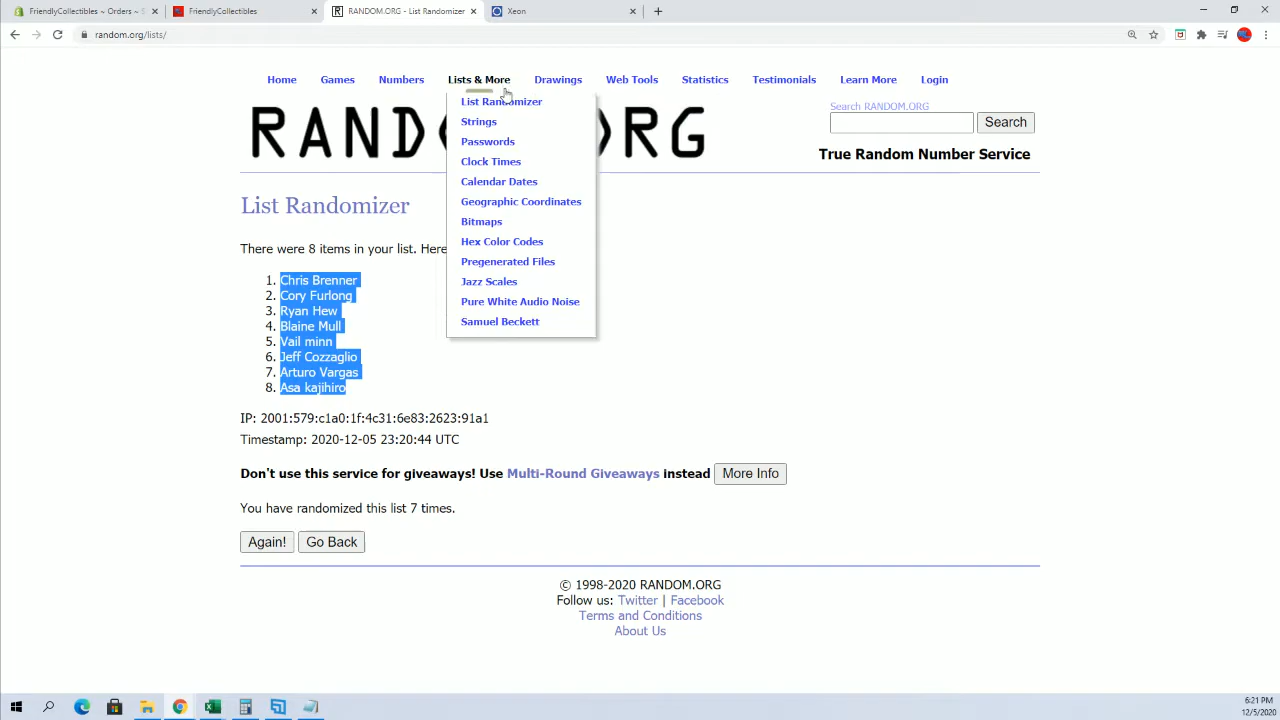 FriendlyCollectibles ~ Orders ~ S
FriendlyCollectibles
RANDOM.ORG - List Randomizer
Xeon
random.org/lists/
Home Games Numbers Lists & More Drawings Web Tools Statistics Testimonials Learn More Login
List Randomizer
Strings
Passwords
Clock Times
Calendar Dates
Geographic Coordinates
Bitmaps
Hex Color Codes
Pregenerated Files
Jazz Scales
Pure White Audio Noise
Samuel Beckett
Search RANDOM.ORG
Search
True Random Number Service
List Randomizer
There were 8 items in your list. Here
1. Chris Brenner
2. Cory Furlong
3. Ryan Hew
4. Blaine Mull
5. Vail minn
6. Jeff Cozzaglio
7. Arturo Vargas
8. Asa kajihiro
IP: 2001:579:c1a0:1f:4c31:6e83:2623:91a1
Timestamp: 2020-12-05 23:20:44 UTC
Don't use this service for giveaways! Use Multi-Round Giveaways instead More Info
You have randomized this list 7 times.
Again! Go Back
© 1998-2020 RANDOM.ORG
Follow us: Twitter | Facebook
Terms and Conditions
About Us
6:21 PM
12/5/2020